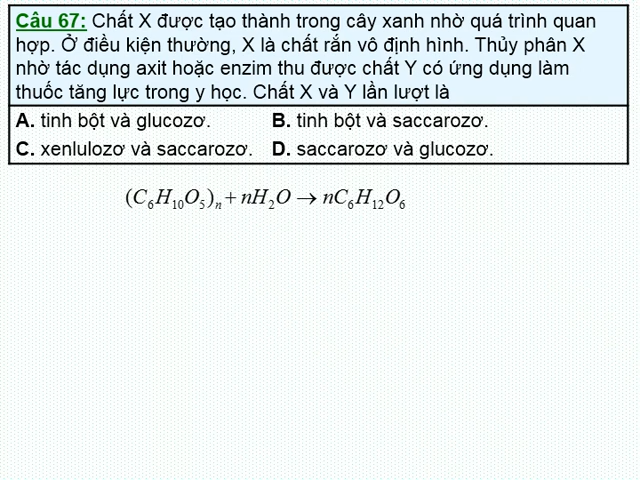 Câu 67: Chất X được tạo thành trong cây xanh nhờ quá trình quan
hợp. Ở điều kiện thường, X là chất rắn vô định hình. Thủy phân X
nhờ tác dụng axit hoặc enzim thu được chất Y có ứng dụng làm
thuốc tăng lực trong y học. Chất X và Y lần lượt là
A. tinh bột và glucozơ. B. tinh bột và saccarozơ.
C. xenlulozơ và saccarozơ. D. saccarozơ và glucozơ.
(C₆H₁₀O₅)ₙ + nH₂O → nC₆H₁₂O₆